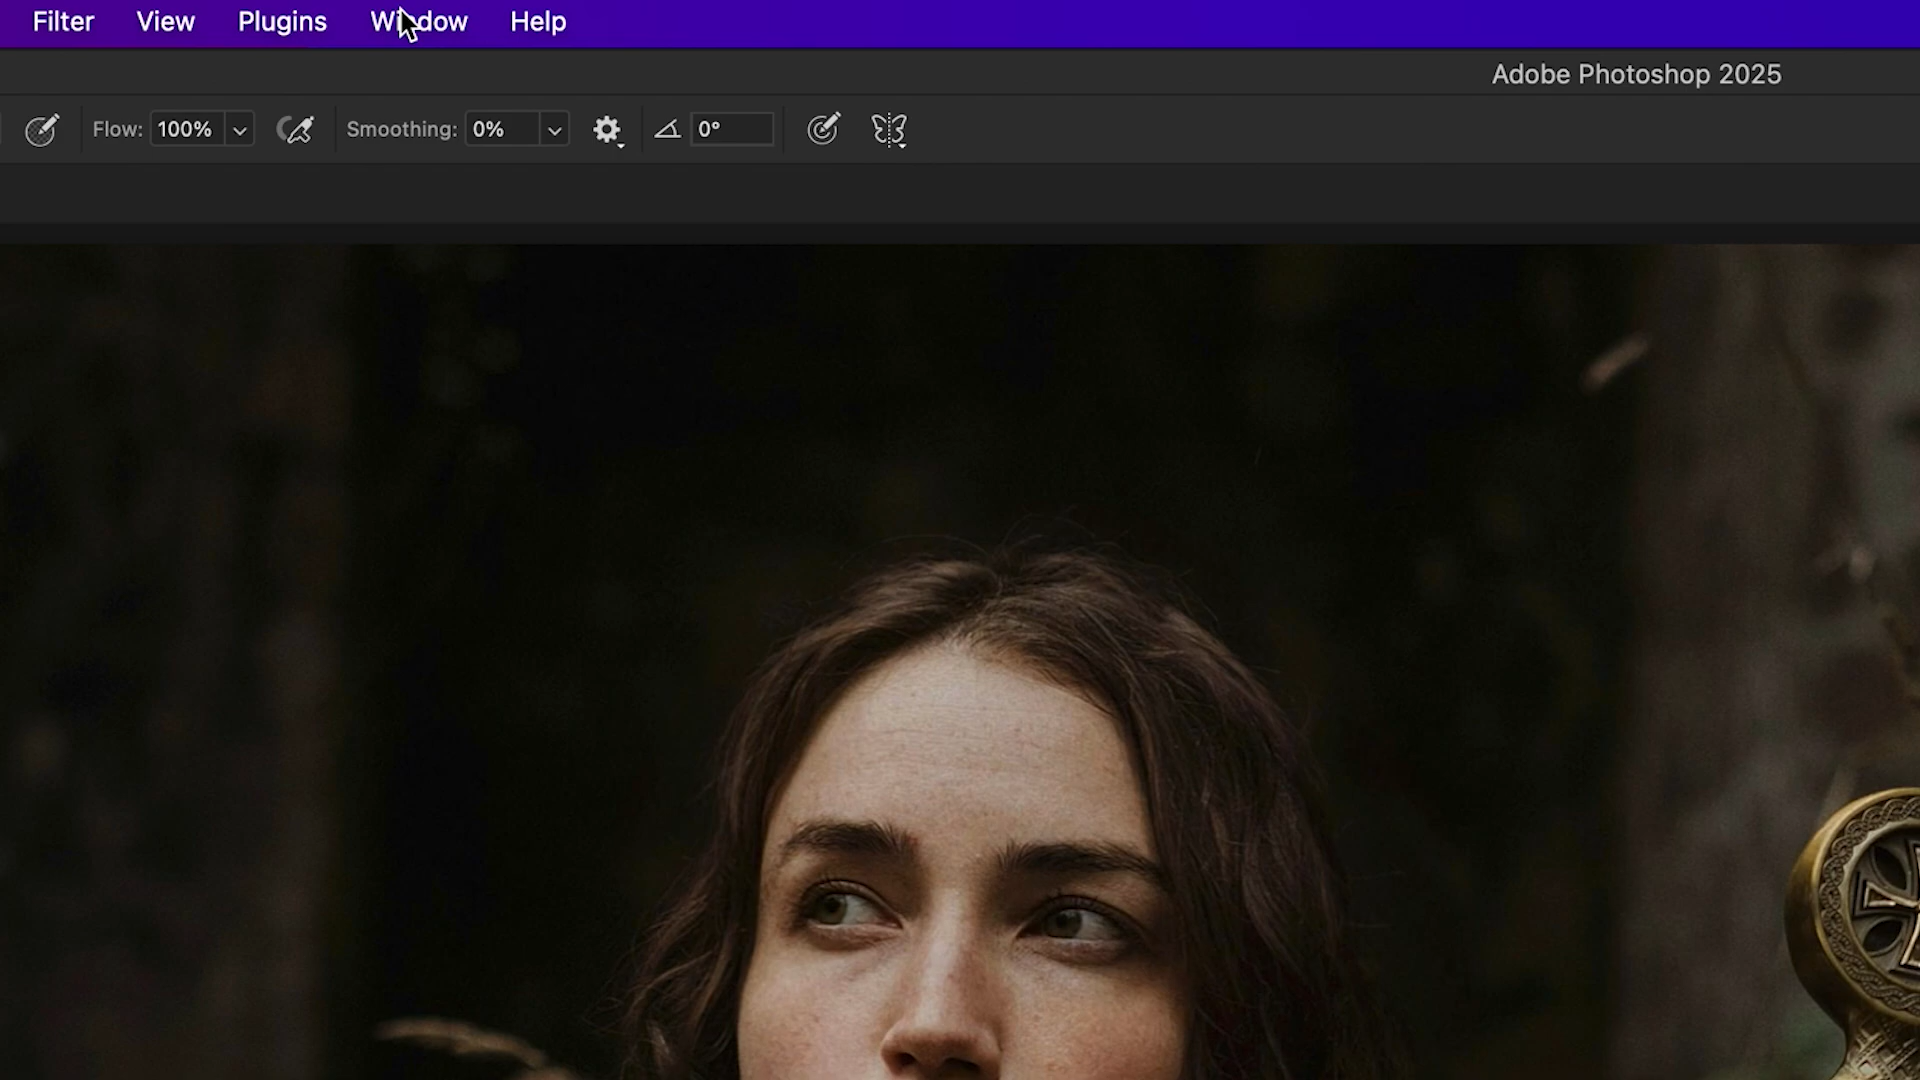 Filter View Plugins Window Help
Adobe Photoshop 2025
Flow: 100% Smoothing: 0% 0°